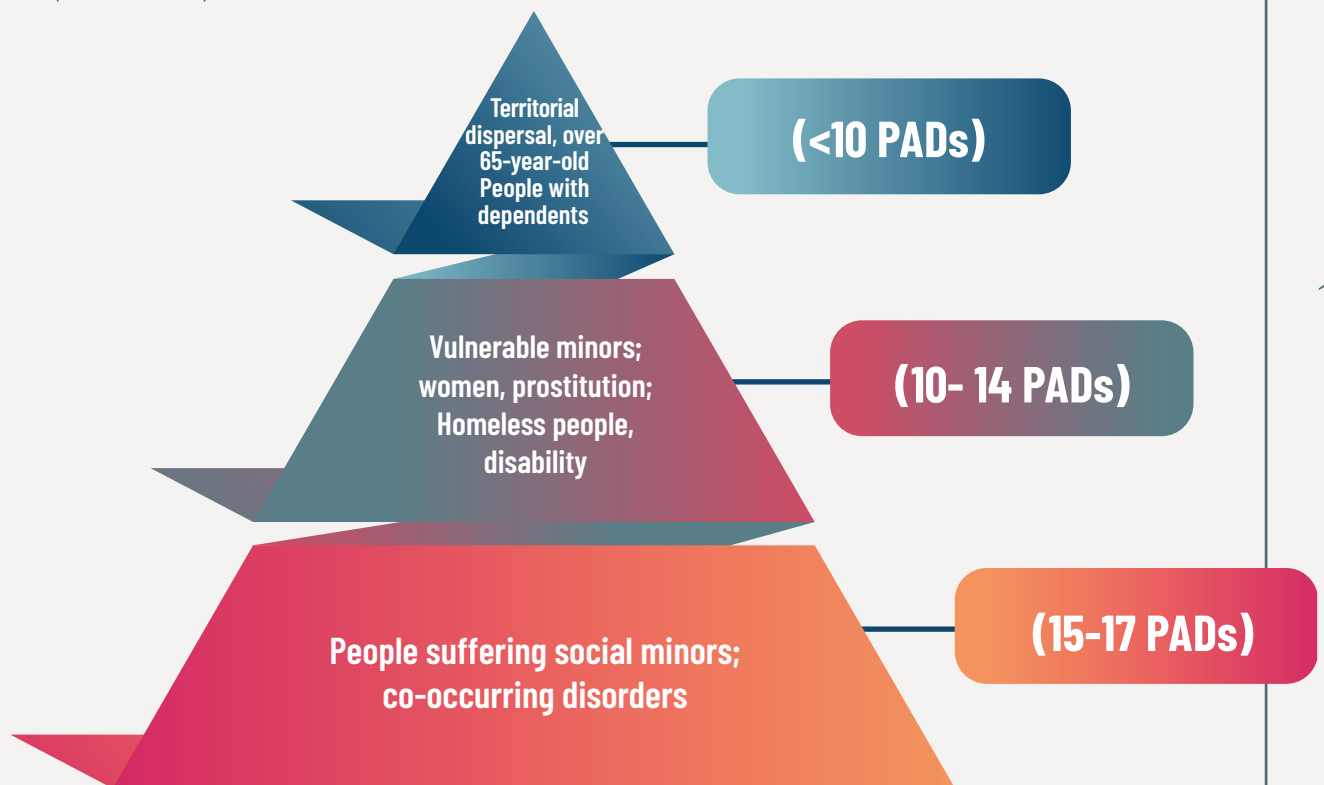 Territorial
dispersal, over
65-year-old
People with
dependents
(<10 PADs)
Vulnerable minors;
women, prostitution;
Homeless people,
disability
(10- 14 PADs)
People suffering social minors;
co-occurring disorders
(15-17 PADs)